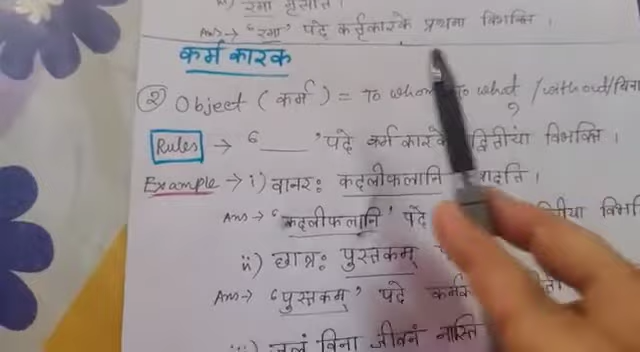 Ans → "रमा" पदे कर्तृकारके प्रथमा विभक्ति ।
कर्म कारक
② Object (कर्म) = To whom / To what / without / बिना
?
Rules → ' ___ ' पदे कर्म कारके द्वितीया विभक्ति ।
Example → i) वानरः कदलीफलानि खादति ।
Ans → "कदलीफलानि" पदे
ii) छात्रः पुस्तकम्
Ans → "पुस्तकम्" पदे
जलं विना जीवनं नास्ति